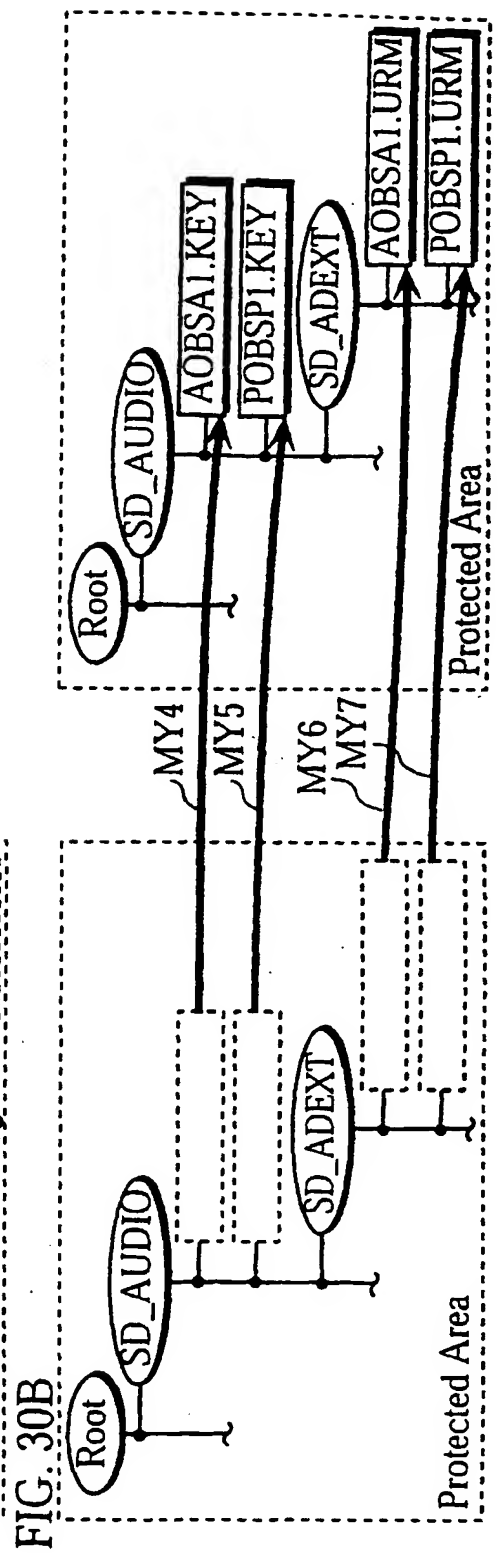 FIG. 30B
Root
SD_AUDIO
SD_ADEXT
Protected Area
MY4
MY5
MY6
MY7
Root
SD_AUDIO
AOBSA1.KEY
POBSP1.KEY
SD_ADEXT
AOBSA1.URM
POBSP1.URM
Protected Area